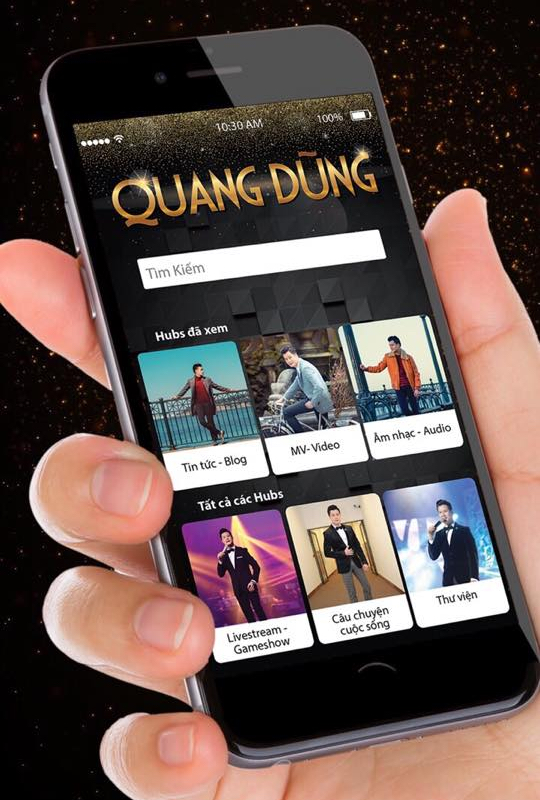 10:30 AM
100%
QUANG DŨNG
Tìm Kiếm
Hubs đã xem
Tin tức - Blog
MV- Video
Âm nhạc - Audio
Tất cả các Hubs
Livestream -
Gameshow
Câu chuyện
cuộc sống
Thư viện